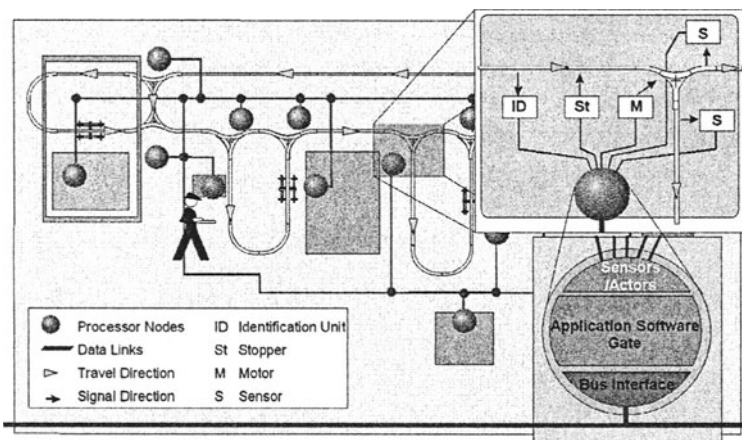 S
ID
St
M
S
Sensors
/Actors
Application Software
Gate
Bus Interface
Processor Nodes
Data Links
Travel Direction
Signal Direction
ID Identification Unit
St Stopper
M Motor
S Sensor